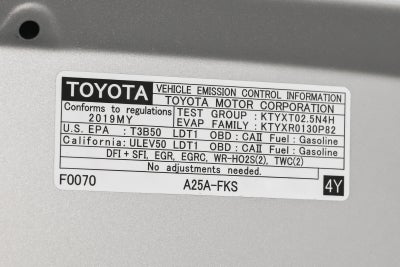 TOYOTA VEHICLE EMISSION CONTROL INFORMATION
TOYOTA MOTOR CORPORATION
Conforms to regulations
2019MY
TEST GROUP : KTYXT02.5N4H
EVAP FAMILY : KTYXR0130P82
U.S. EPA : T3B50 LDT1 OBD : CAII Fuel : Gasoline
California: ULEV50 LDT1 OBD : CAII Fuel : Gasoline
DFI + SFI, EGR, EGRC, WR-HO2S(2), TWC(2)
No adjustments needed.
F0070 A25A-FKS 4Y